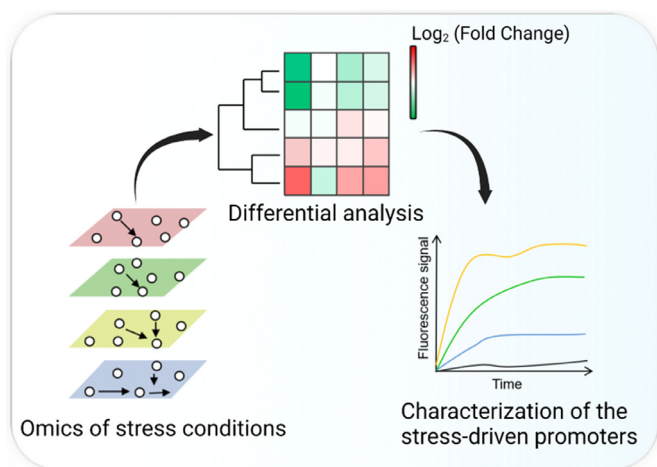 Log₂ (Fold Change)
Differential analysis
Omics of stress conditions
Fluorescence signal
Time
Characterization of the
stress-driven promoters